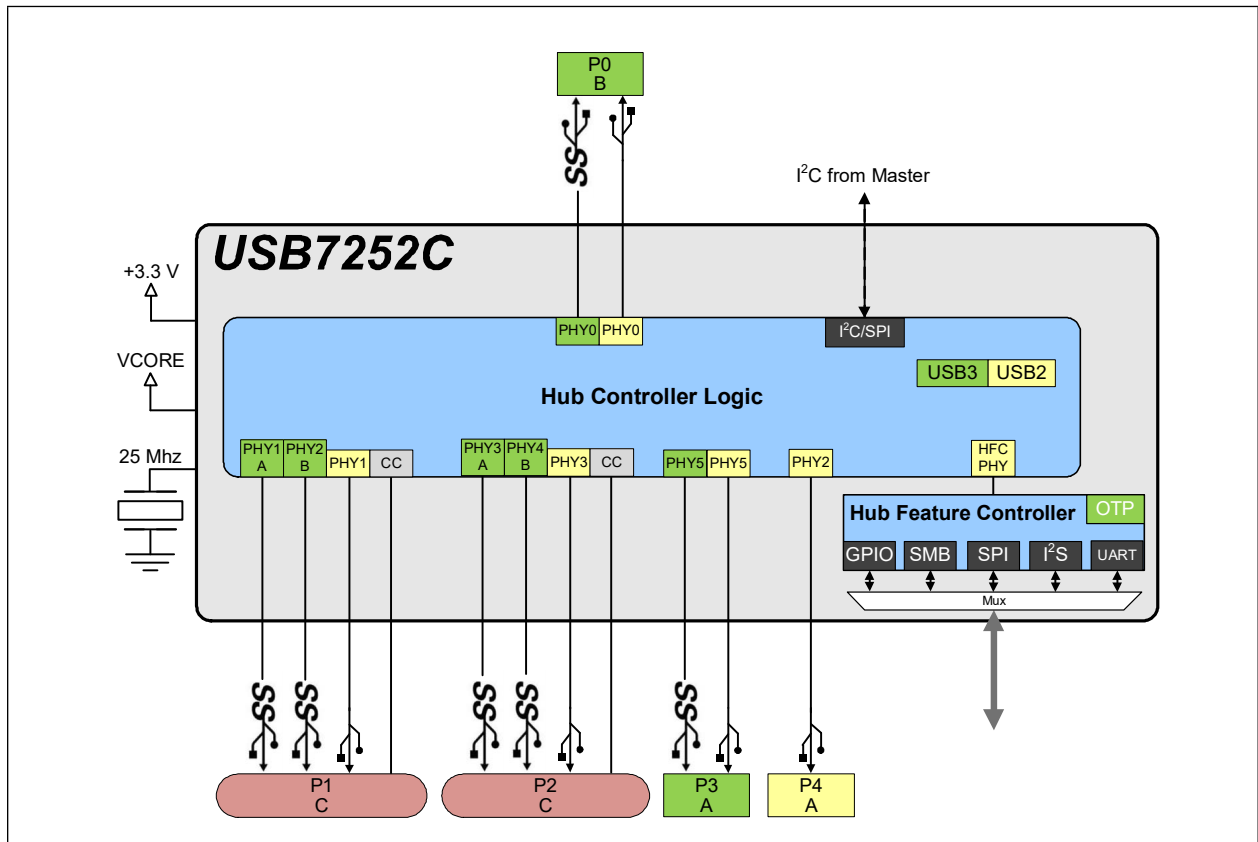 P0
B
SS
I²C from Master
USB7252C
+3.3 V
PHY0 PHY0
I²C/SPI
VCORE
USB3 USB2
Hub Controller Logic
25 Mhz
PHY1
A
PHY2
B
PHY1
CC
PHY3
A
PHY4
B
PHY3
CC
PHY5 PHY5
PHY2
HFC
PHY
Hub Feature Controller
OTP
GPIO SMB SPI I²S UART
Mux
SS SS SS SS SS
P1
C
P2
C
P3
A
P4
A